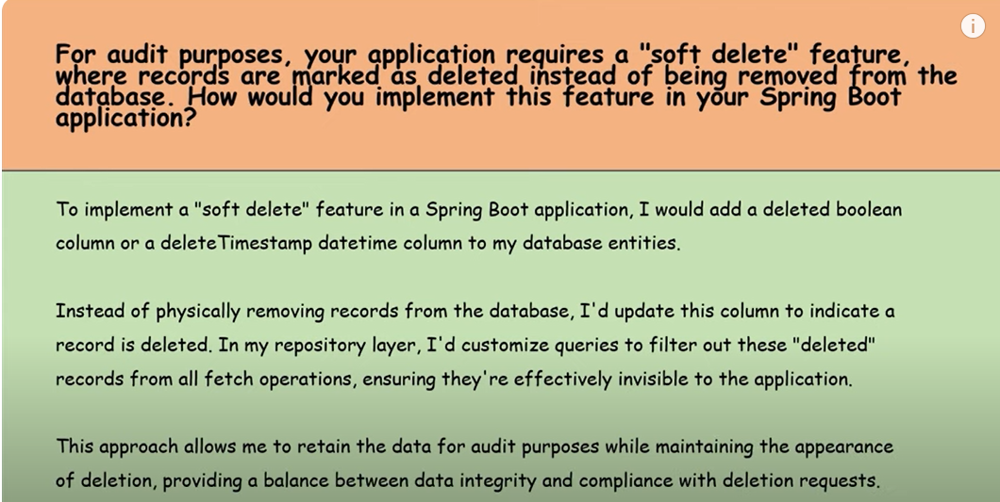 For audit purposes, your application requires a "soft delete" feature,
where records are marked as deleted instead of being removed from the
database. How would you implement this feature in your Spring Boot
application?
To implement a "soft delete" feature in a Spring Boot application, I would add a deleted boolean
column or a deleteTimestamp datetime column to my database entities.
Instead of physically removing records from the database, I'd update this column to indicate a
record is deleted. In my repository layer, I'd customize queries to filter out these "deleted"
records from all fetch operations, ensuring they're effectively invisible to the application.
This approach allows me to retain the data for audit purposes while maintaining the appearance
of deletion, providing a balance between data integrity and compliance with deletion requests.